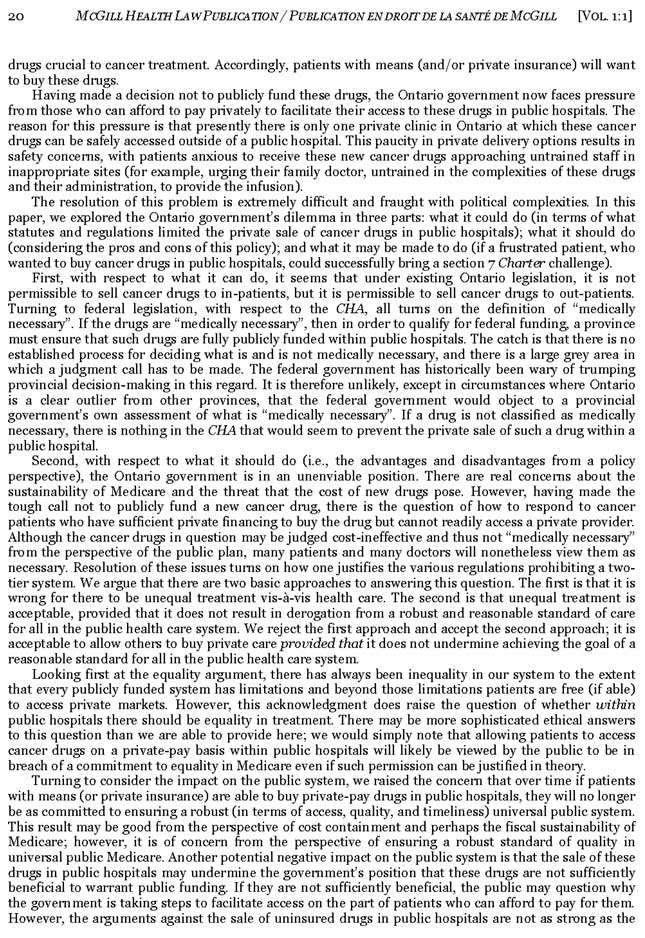 20 MCGILL HEALTH LAW PUBLICATION / PUBLICATION EN DROIT DE LA SANTÉ DE MCGILL [VOL. 1:1]
drugs crucial to cancer treatment. Accordingly, patients with means (and/or private insurance) will want
to buy these drugs.
Having made a decision not to publicly fund these drugs, the Ontario government now faces pressure
from those who can afford to pay privately to facilitate their access to these drugs in public hospitals. The
reason for this pressure is that presently there is only one private clinic in Ontario at which these cancer
drugs can be safely accessed outside of a public hospital. This paucity in private delivery options results in
safety concerns, with patients anxious to receive these new cancer drugs approaching untrained staff in
inappropriate sites (for example, urging their family doctor, untrained in the complexities of these drugs
and their administration, to provide the infusion).
The resolution of this problem is extremely difficult and fraught with political complexities. In this
paper, we explored the Ontario government's dilemma in three parts: what it could do (in terms of what
statutes and regulations limited the private sale of cancer drugs in public hospitals); what it should do
(considering the pros and cons of this policy); and what it may be made to do (if a frustrated patient, who
wanted to buy cancer drugs in public hospitals, could successfully bring a section 7 Charter challenge).
First, with respect to what it can do, it seems that under existing Ontario legislation, it is not
permissible to sell cancer drugs to in-patients, but it is permissible to sell cancer drugs to out-patients.
Turning to federal legislation, with respect to the CHA, all turns on the definition of "medically
necessary". If the drugs are "medically necessary", then in order to qualify for federal funding, a province
must ensure that such drugs are fully publicly funded within public hospitals. The catch is that there is no
established process for deciding what is and is not medically necessary, and there is a large grey area in
which a judgment call has to be made. The federal government has historically been wary of trumping
provincial decision-making in this regard. It is therefore unlikely, except in circumstances where Ontario
is a clear outlier from other provinces, that the federal government would object to a provincial
government's own assessment of what is "medically necessary". If a drug is not classified as medically
necessary, there is nothing in the CHA that would seem to prevent the private sale of such a drug within a
public hospital.
Second, with respect to what it should do (i.e., the advantages and disadvantages from a policy
perspective), the Ontario government is in an unenviable position. There are real concerns about the
sustainability of Medicare and the threat that the cost of new drugs pose. However, having made the
tough call not to publicly fund a new cancer drug, there is the question of how to respond to cancer
patients who have sufficient private financing to buy the drug but cannot readily access a private provider.
Although the cancer drugs in question may be judged cost-ineffective and thus not "medically necessary"
from the perspective of the public plan, many patients and many doctors will nonetheless view them as
necessary. Resolution of these issues turns on how one justifies the various regulations prohibiting a two-
tier system. We argue that there are two basic approaches to answering this question. The first is that it is
wrong for there to be unequal treatment vis-à-vis health care. The second is that unequal treatment is
acceptable, provided that it does not result in derogation from a robust and reasonable standard of care
for all in the public health care system. We reject the first approach and accept the second approach; it is
acceptable to allow others to buy private care provided that it does not undermine achieving the goal of a
reasonable standard for all in the public health care system.
Looking first at the equality argument, there has always been inequality in our system to the extent
that every publicly funded system has limitations and beyond those limitations patients are free (if able)
to access private markets. However, this acknowledgment does raise the question of whether within
public hospitals there should be equality in treatment. There may be more sophisticated ethical answers
to this question than we are able to provide here; we would simply note that allowing patients to access
cancer drugs on a private-pay basis within public hospitals will likely be viewed by the public to be in
breach of a commitment to equality in Medicare even if such permission can be justified in theory.
Turning to consider the impact on the public system, we raised the concern that over time if patients
with means (or private insurance) are able to buy private-pay drugs in public hospitals, they will no longer
be as committed to ensuring a robust (in terms of access, quality, and timeliness) universal public system.
This result may be good from the perspective of cost containment and perhaps the fiscal sustainability of
Medicare; however, it is of concern from the perspective of ensuring a robust standard of quality in
universal public Medicare. Another potential negative impact on the public system is that the sale of these
drugs in public hospitals may undermine the government's position that these drugs are not sufficiently
beneficial to warrant public funding. If they are not sufficiently beneficial, the public may question why
the government is taking steps to facilitate access on the part of patients who can afford to pay for them.
However, the arguments against the sale of uninsured drugs in public hospitals are not as strong as the